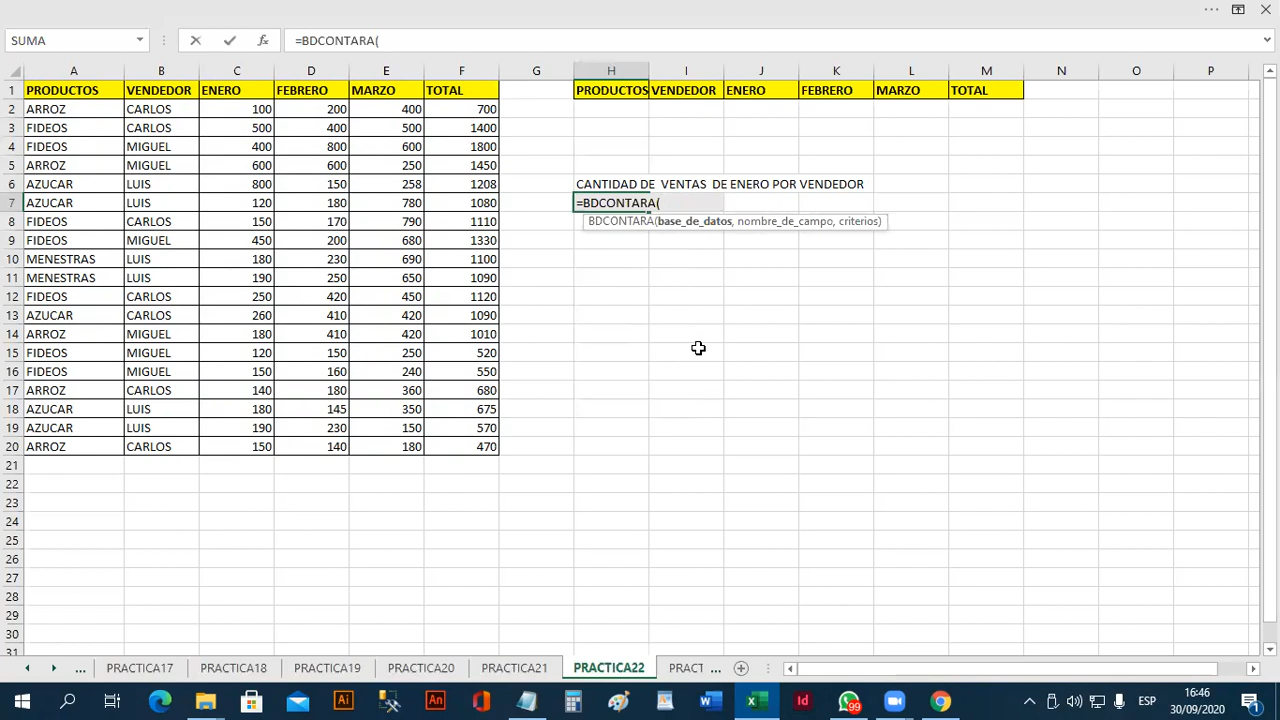 SUMA =BDCONTARA(
A B C D E F G H I J K L M N O P
1 PRODUCTOS VENDEDOR ENERO FEBRERO MARZO TOTAL PRODUCTOS VENDEDOR ENERO FEBRERO MARZO TOTAL
2 ARROZ CARLOS 100 200 400 700
3 FIDEOS CARLOS 500 400 500 1400
4 FIDEOS MIGUEL 400 800 600 1800
5 ARROZ MIGUEL 600 600 250 1450
6 AZUCAR LUIS 800 150 258 1208 CANTIDAD DE VENTAS DE ENERO POR VENDEDOR
7 AZUCAR LUIS 120 180 780 1080 =BDCONTARA(
BDCONTARA(base_de_datos, nombre_de_campo, criterios)
8 FIDEOS CARLOS 150 170 790 1110
9 FIDEOS MIGUEL 450 200 680 1330
10 MENESTRAS LUIS 180 230 690 1100
11 MENESTRAS LUIS 190 250 650 1090
12 FIDEOS CARLOS 250 420 450 1120
13 AZUCAR CARLOS 260 410 420 1090
14 ARROZ MIGUEL 180 410 420 1010
15 FIDEOS MIGUEL 120 150 250 520
16 FIDEOS MIGUEL 150 160 240 550
17 ARROZ CARLOS 140 180 360 680
18 AZUCAR LUIS 180 145 350 675
19 AZUCAR LUIS 190 230 150 570
20 ARROZ CARLOS 150 140 180 470
21
22
23
24
25
26
27
28
29
30
31
... PRACTICA17 PRACTICA18 PRACTICA19 PRACTICA20 PRACTICA21 PRACTICA22 PRACT ...
Ai An Id 99 ESP 16:46
30/09/2020 1